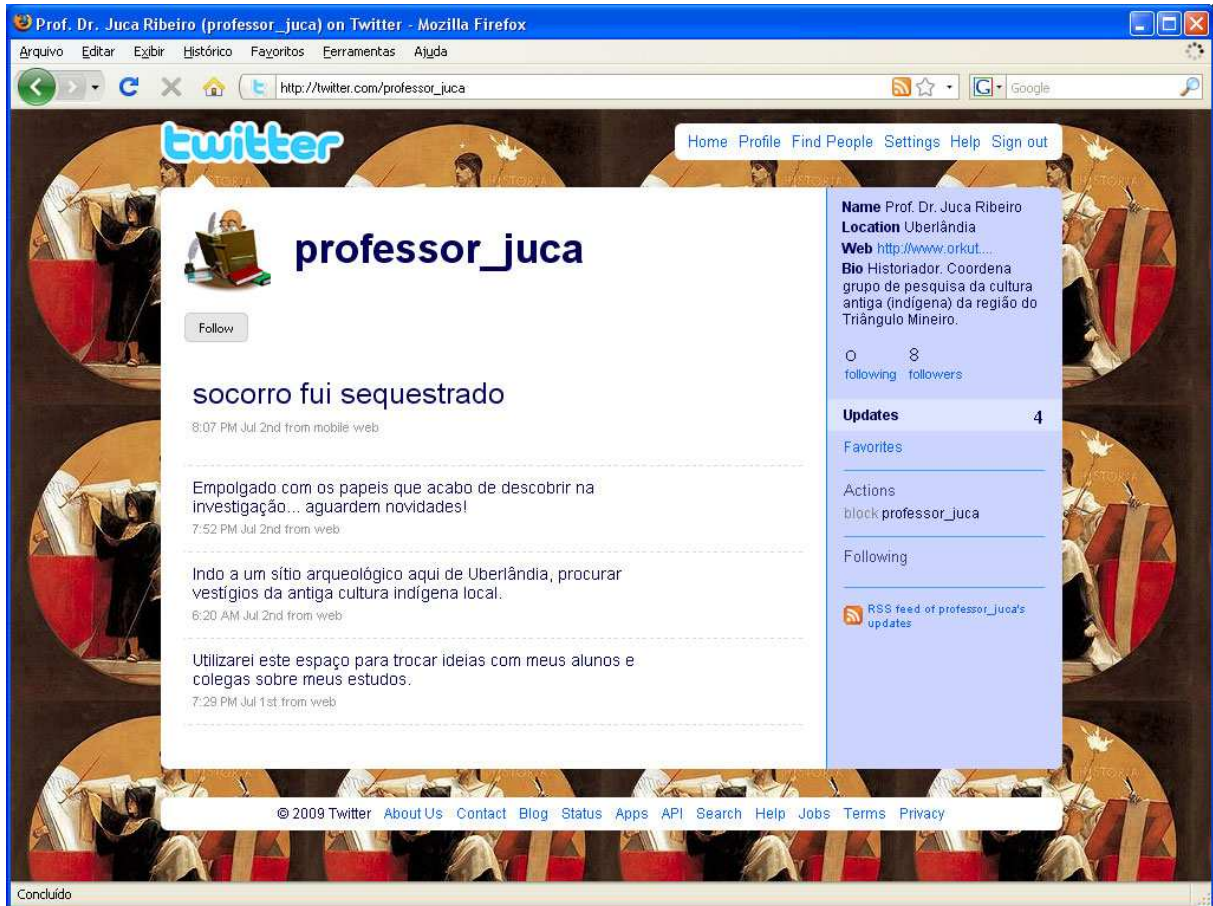 Prof. Dr. Juca Ribeiro (professor_juca) on Twitter - Mozilla Firefox
Arquivo Editar Exibir Histórico Favoritos Ferramentas Ajuda
http://twitter.com/professor_juca
G Google
twitter
Home Profile Find People Settings Help Sign out
professor_juca
Follow
socorro fui sequestrado
8:07 PM Jul 2nd from mobile web
Empolgado com os papeis que acabo de descobrir na
investigação... aguardem novidades!
7:52 PM Jul 2nd from web
Indo a um sítio arqueológico aqui de Uberlândia, procurar
vestígios da antiga cultura indígena local.
6:20 AM Jul 2nd from web
Utilizarei este espaço para trocar ideias com meus alunos e
colegas sobre meus estudos.
7:29 PM Jul 1st from web
Name Prof. Dr. Juca Ribeiro
Location Uberlândia
Web http://www.orkut....
Bio Historiador. Coordena
grupo de pesquisa da cultura
antiga (indígena) da região do
Triângulo Mineiro.
0 8
following followers
Updates 4
Favorites
Actions
block professor_juca
Following
RSS feed of professor_juca's
updates
© 2009 Twitter About Us Contact Blog Status Apps API Search Help Jobs Terms Privacy
Concluído